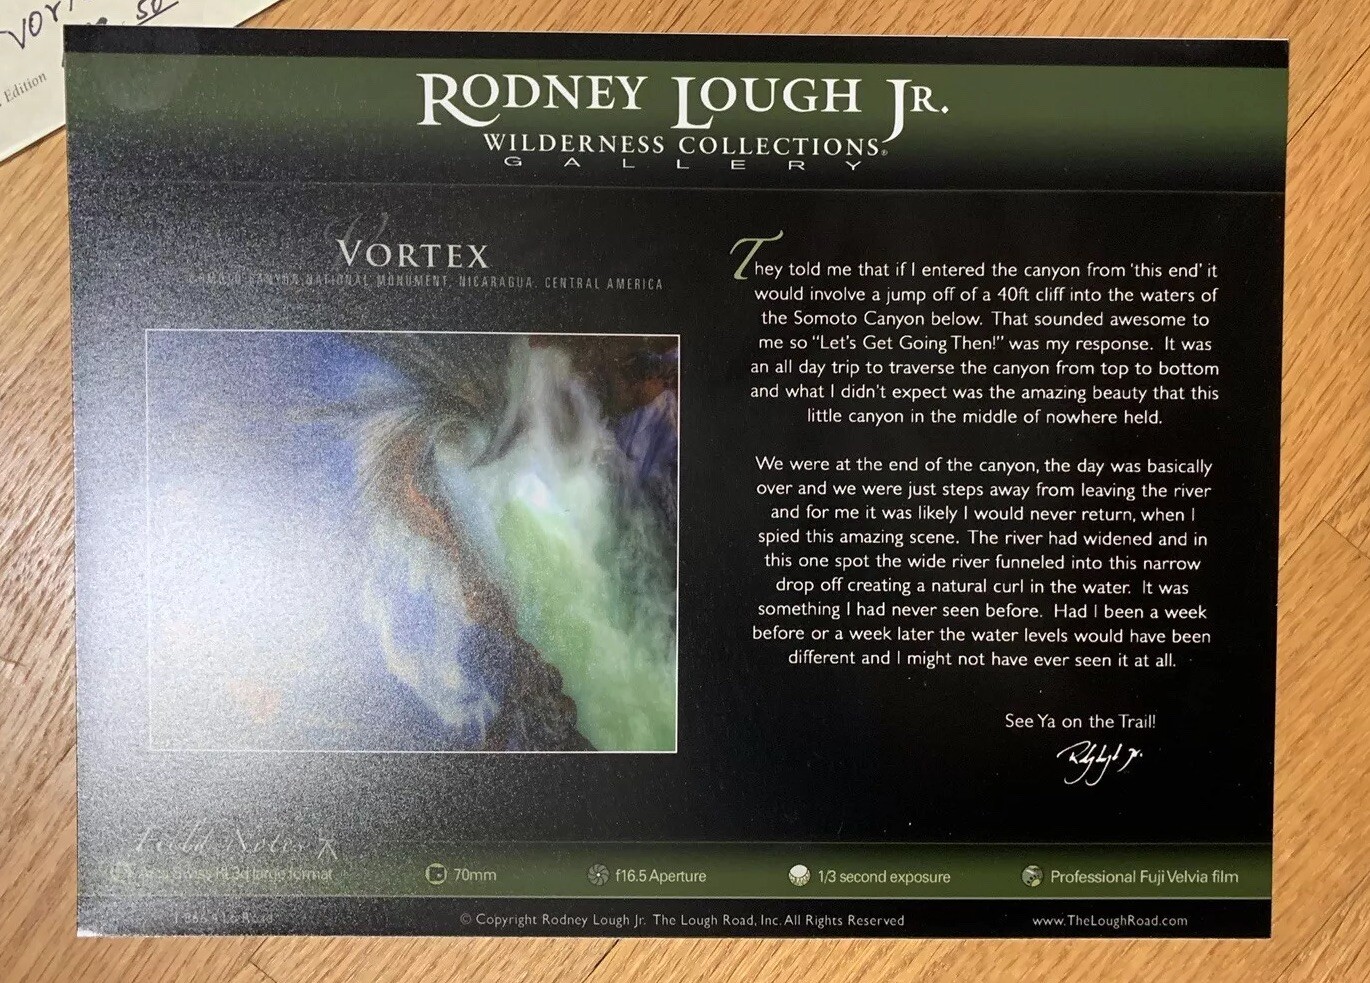 VOR
50
Edition
RODNEY LOUGH JR.
WILDERNESS COLLECTIONS®
GALLERY
VORTEX
CANYON NATIONAL MONUMENT, NICARAGUA. CENTRAL AMERICA
They told me that if I entered the canyon from 'this end' it
would involve a jump off of a 40ft cliff into the waters of
the Somoto Canyon below. That sounded awesome to
me so "Let's Get Going Then!" was my response. It was
an all day trip to traverse the canyon from top to bottom
and what I didn't expect was the amazing beauty that this
little canyon in the middle of nowhere held.
We were at the end of the canyon, the day was basically
over and we were just steps away from leaving the river
and for me it was likely I would never return, when I
spied this amazing scene. The river had widened and in
this one spot the wide river funneled into this narrow
drop off creating a natural curl in the water. It was
something I had never seen before. Had I been a week
before or a week later the water levels would have been
different and I might not have ever seen it at all.
See Ya on the Trail!
Field Notes
large format
70mm
f16.5 Aperture
1/3 second exposure
Professional Fuji Velvia film
© Copyright Rodney Lough Jr. The Lough Road, Inc. All Rights Reserved
www.TheLoughRoad.com